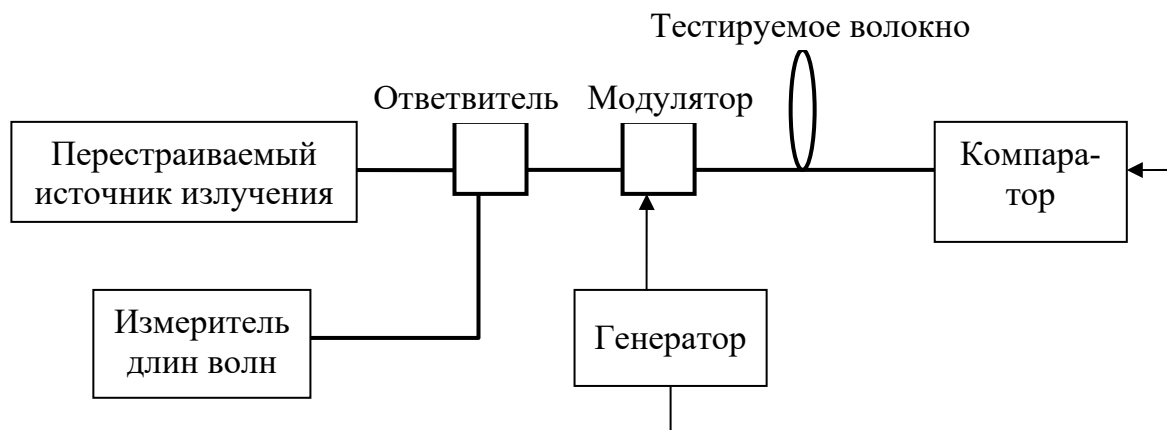 Тестируемое волокно
Ответвитель
Модулятор
Перестраиваемый
источник излучения
Компара-
тор
Измеритель
длин волн
Генератор